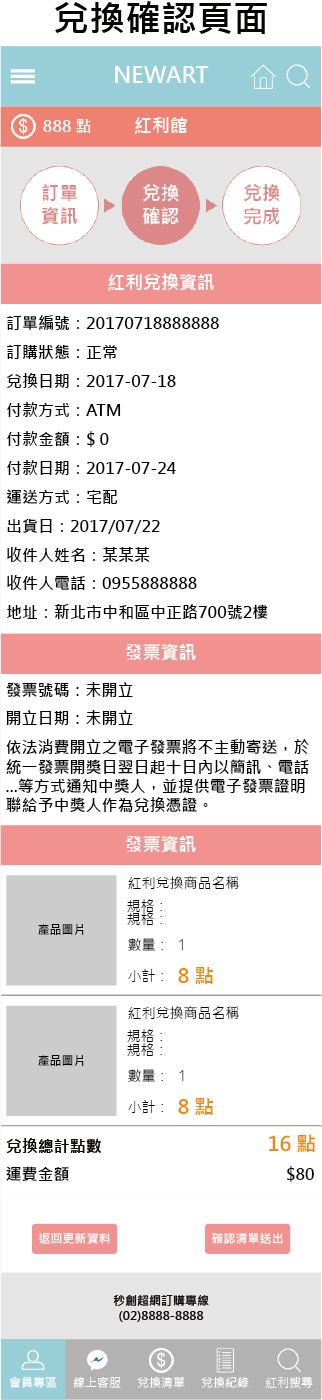 兌換確認頁面
NEWART
888 點
紅利館
訂單
資訊
兌換
確認
兌換
完成
紅利兌換資訊
訂單編號：20170718888888
訂購狀態：正常
兌換日期：2017-07-18
付款方式：ATM
付款金額：$ 0
付款日期：2017-07-24
運送方式：宅配
出貨日：2017/07/22
收件人姓名：某某某
收件人電話：0955888888
地址：新北市中和區中正路700號2樓
發票資訊
發票號碼：未開立
開立日期：未開立
依法消費開立之電子發票將不主動寄送，於
統一發票開獎日翌日起十日內以簡訊、電話
...等方式通知中獎人，並提供電子發票證明
聯給予中獎人作為兌換憑證。
發票資訊
產品圖片
紅利兌換商品名稱
規格：
規格：
數量： 1
小計： 8 點
產品圖片
紅利兌換商品名稱
規格：
規格：
數量： 1
小計： 8 點
兌換總計點數 16 點
運費金額 $80
返回更新資料
確認清單送出
秒創超網訂購專線
(02)8888-8888
會員專區
線上客服
兌換清單
兌換紀錄
紅利搜尋